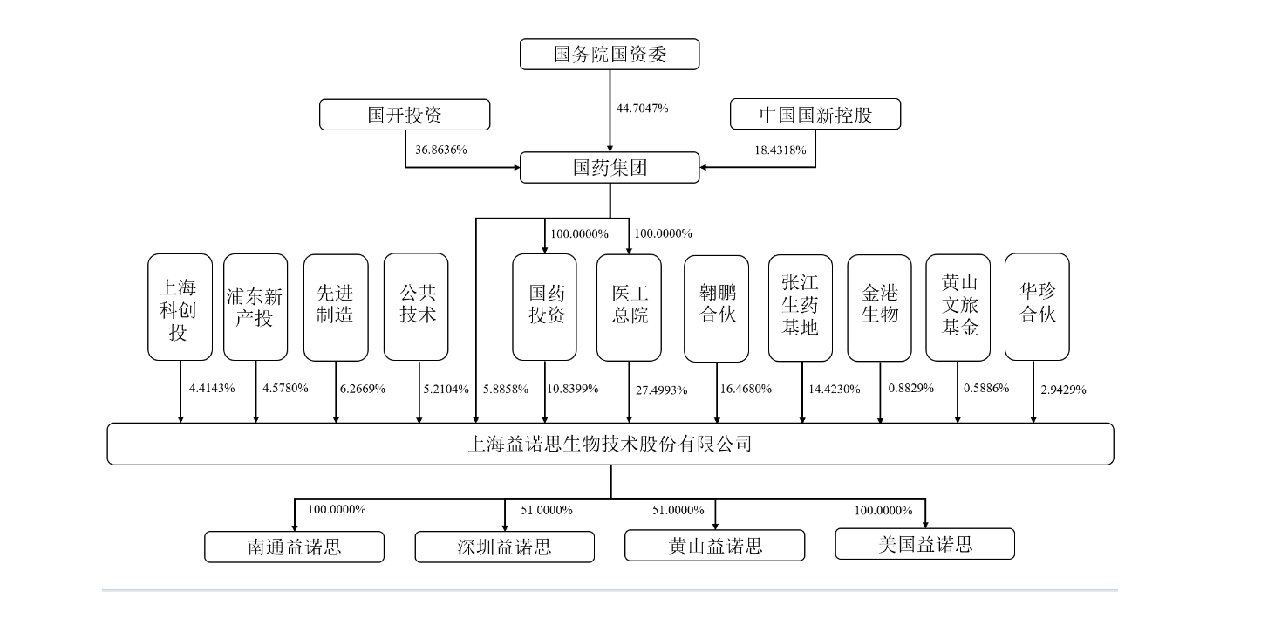 国务院国资委
44.7047%
国开投资
中国国新控股
36.8636%
18.4318%
国药集团
100.0000%
100.0000%
上海
科创
投
浦东新
产投
先进
制造
公共
技术
国药
投资
医工
总院
翱鹏
合伙
张江
生药
基地
金港
生物
黄山
文旅
基金
华珍
合伙
4.4143%
4.5780%
6.2669%
5.2104%
5.8858%
10.8399%
27.4993%
16.4680%
14.4230%
0.8829%
0.5886%
2.9429%
上海益诺思生物技术股份有限公司
100.0000%
51.0000%
51.0000%
100.0000%
南通益诺思
深圳益诺思
黄山益诺思
美国益诺思